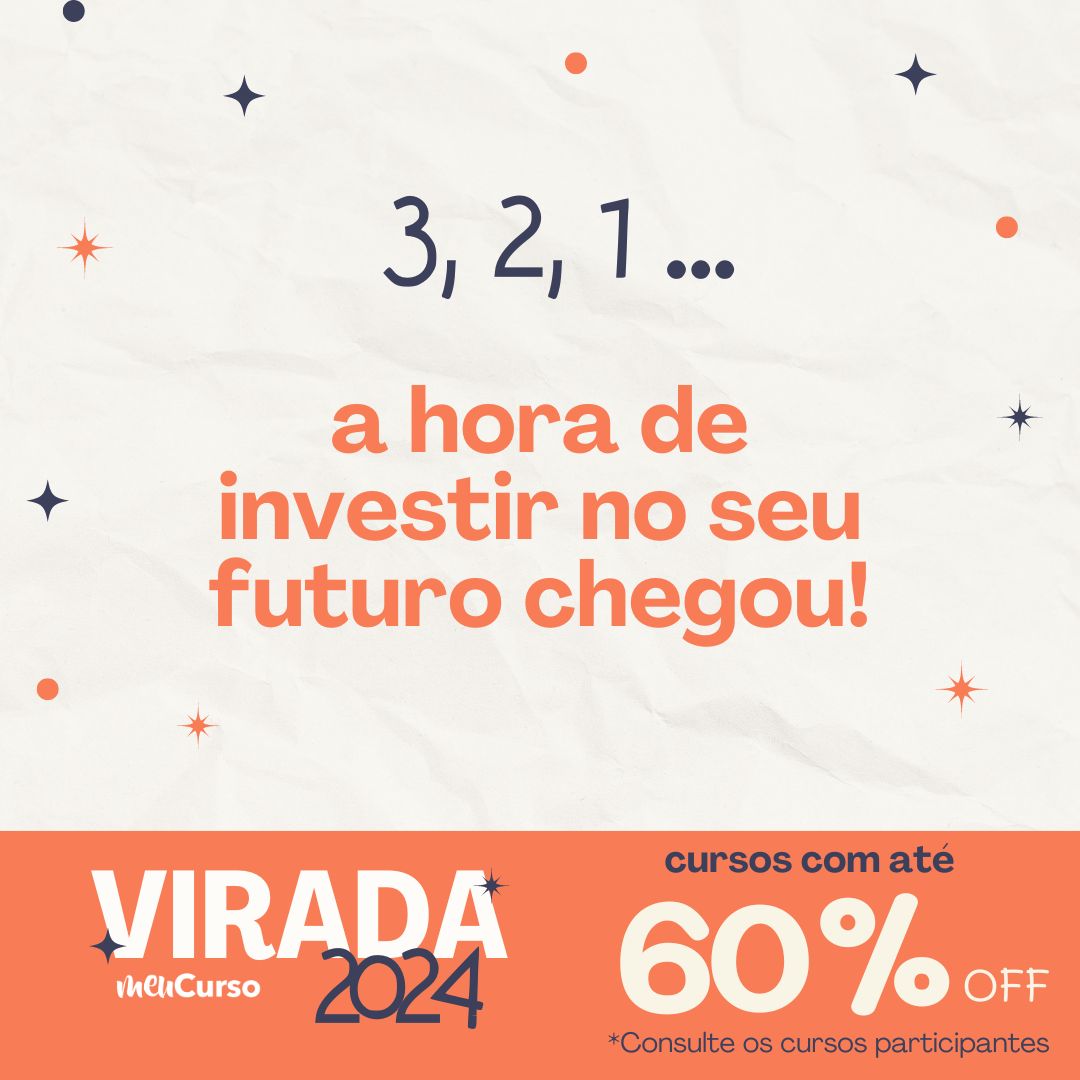 3, 2, 1 ...
a hora de
investir no seu
futuro chegou!
VIRADA
meuCurso
2024
cursos com até
60% OFF
*Consulte os cursos participantes